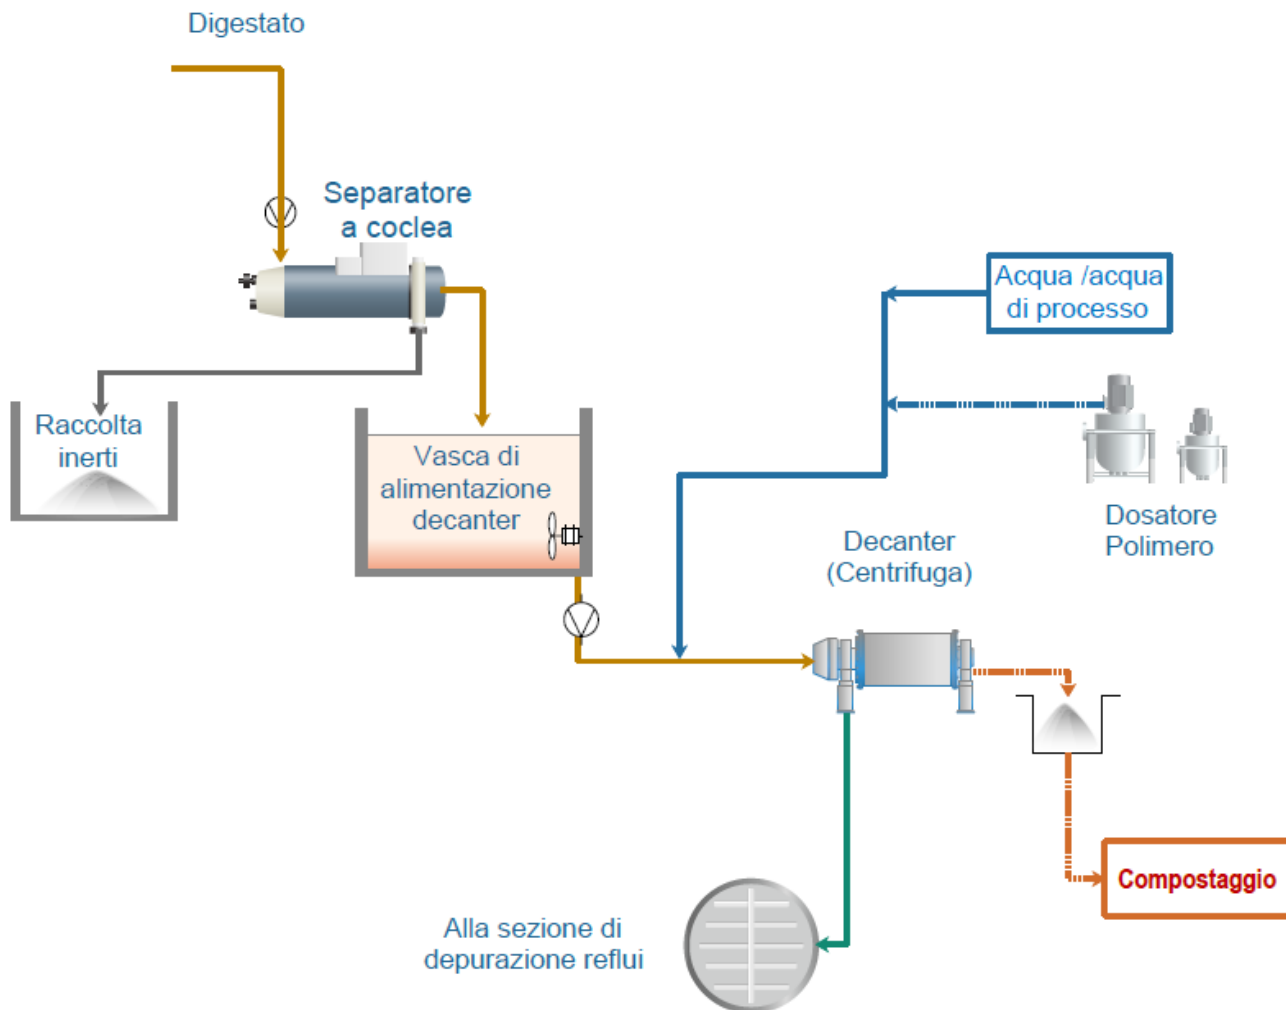 Digestato
Separatore
a coclea
Acqua /acqua
di processo
Raccolta
inerti
Vasca di
alimentazione
decanter
Dosatore
Polimero
Decanter
(Centrifuga)
Compostaggio
Alla sezione di
depurazione reflui